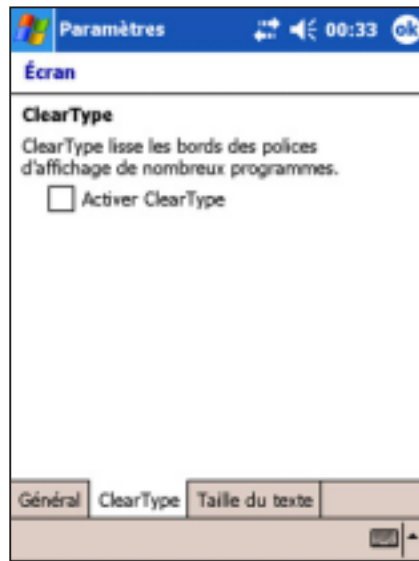 Paramètres 00:33 ok
Écran
ClearType
ClearType lisse les bords des polices
d'affichage de nombreux programmes.
Activer ClearType
Général ClearType Taille du texte